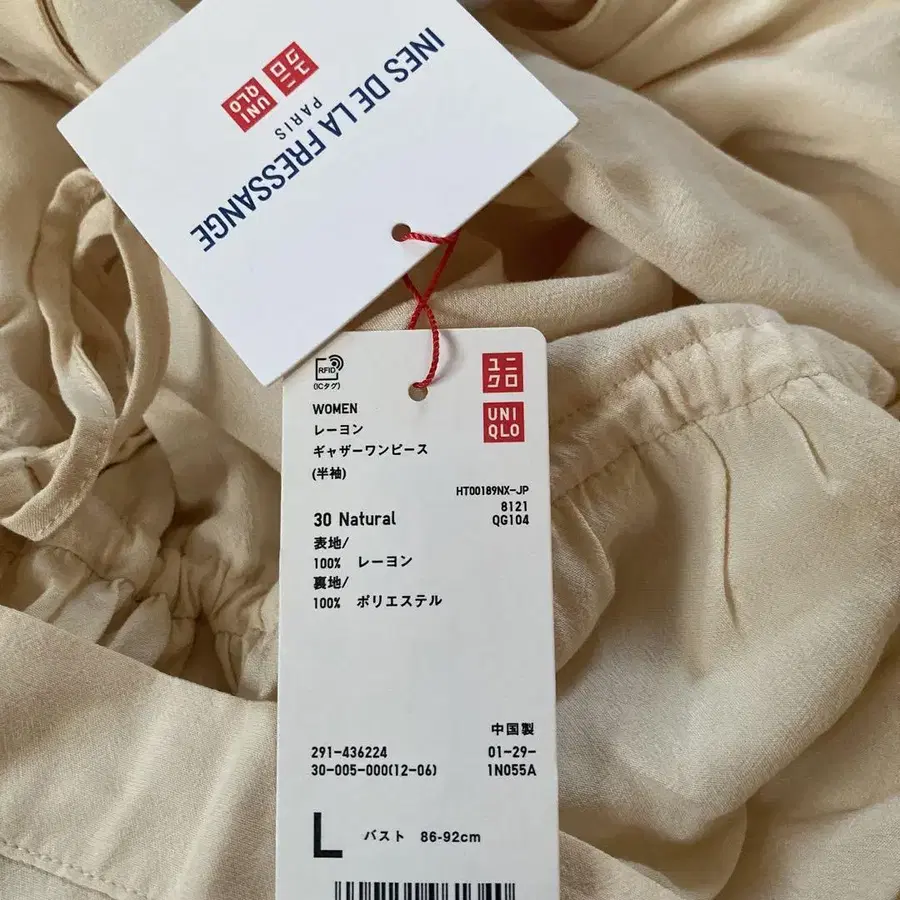 INES DE LA FRESSANGE
PARIS
ユニ
クロ
UNI
QLO
RFID
(ICタグ)
ユニ
クロ
UNI
QLO
WOMEN
レーヨン
ギャザーワンピース
(半袖)
HT00189NX-JP
8121
30 Natural
QG104
表地/
100% レーヨン
裏地/
100% ポリエステル
中国製
291-436224
01-29-
30-005-000(12-06)
1N055A
L バスト 86-92cm